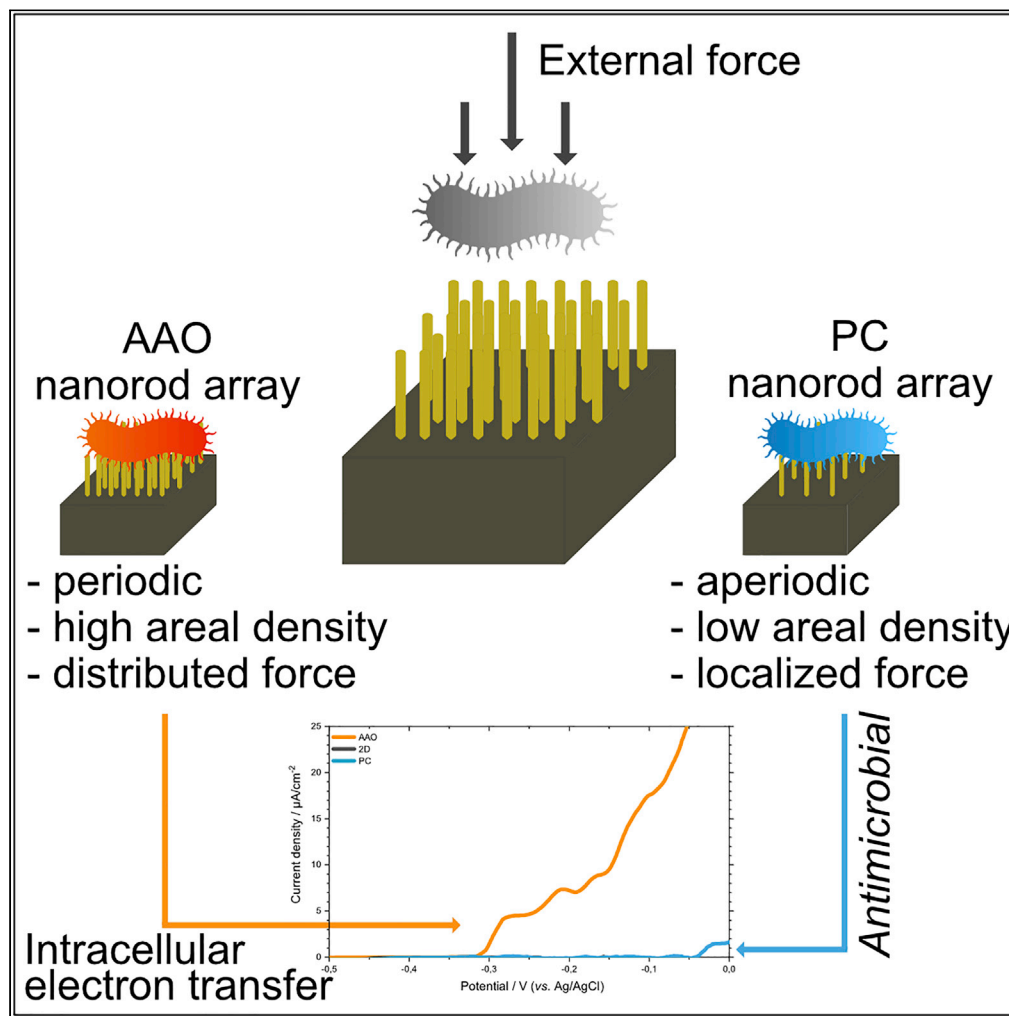 External force
AAO
nanorod array
PC
nanorod array
- periodic
- high areal density
- distributed force
- aperiodic
- low areal density
- localized force
Antimicrobial
AAO
2D
PC
25
20
15
10
5
0
Current density / µA/cm⁻²
-0,5
-0,4
-0,3
-0,2
-0,1
0,0
Potential / V (vs. Ag/AgCl)
Intracellular
electron transfer